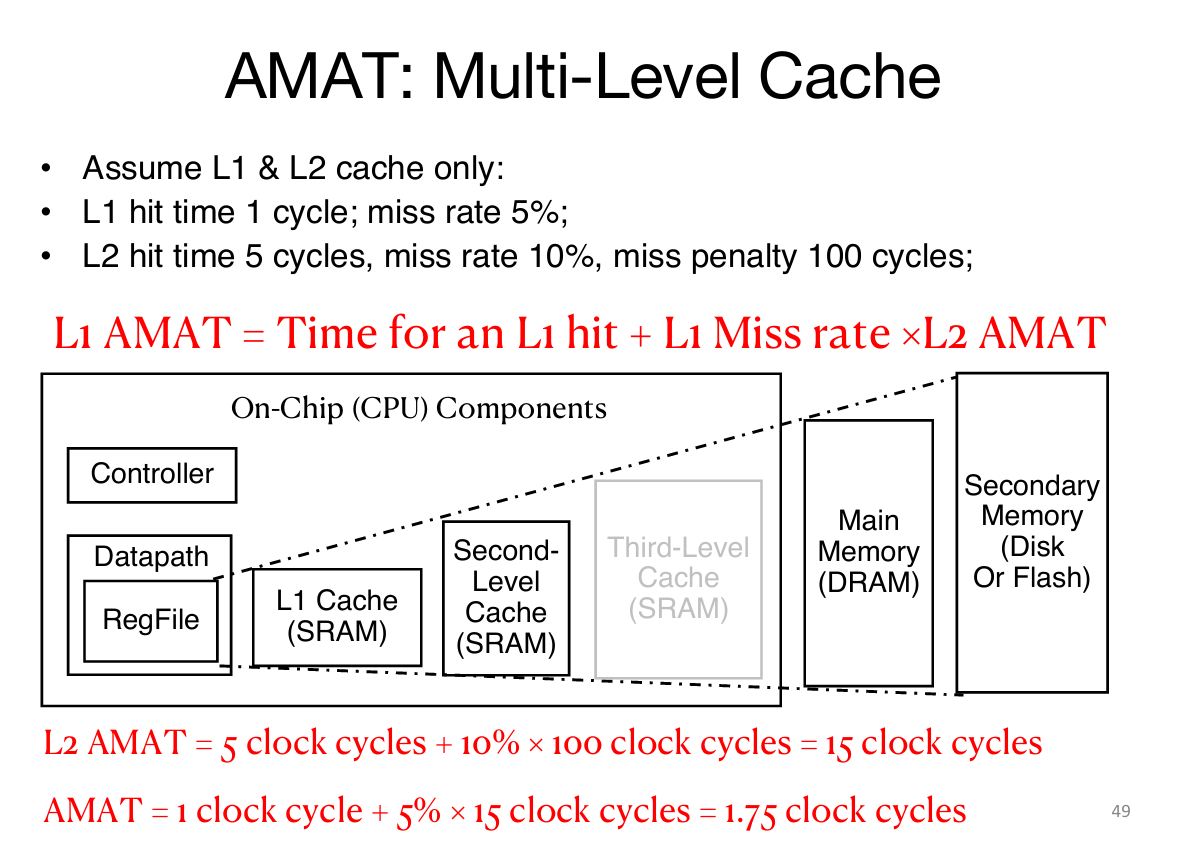 AMAT: Multi-Level Cache
• Assume L1 & L2 cache only:
• L1 hit time 1 cycle; miss rate 5%;
• L2 hit time 5 cycles, miss rate 10%, miss penalty 100 cycles;
L1 AMAT = Time for an L1 hit + L1 Miss rate ×L2 AMAT
On-Chip (CPU) Components
Controller
Datapath
RegFile
L1 Cache
(SRAM)
Second-
Level
Cache
(SRAM)
Third-Level
Cache
(SRAM)
Main
Memory
(DRAM)
Secondary
Memory
(Disk
Or Flash)
L2 AMAT = 5 clock cycles + 10% × 100 clock cycles = 15 clock cycles
AMAT = 1 clock cycle + 5% × 15 clock cycles = 1.75 clock cycles
49